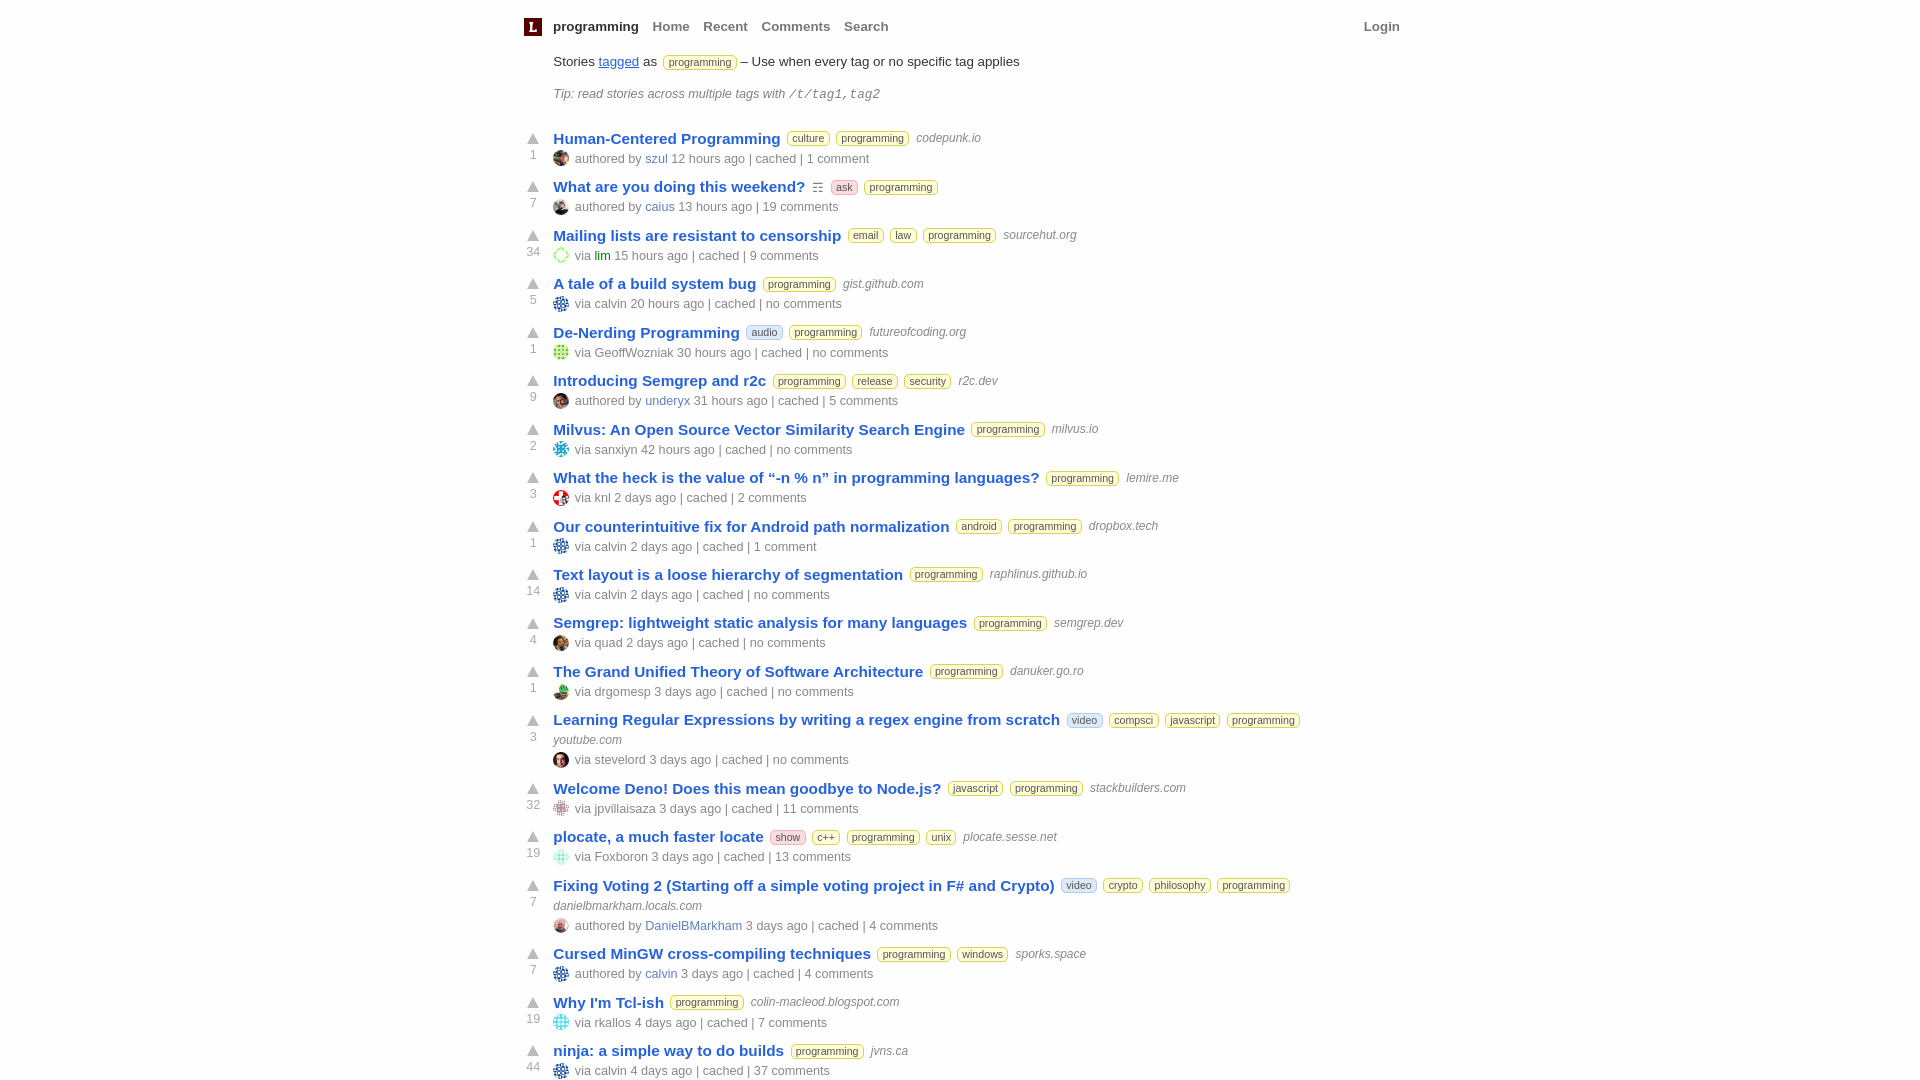 L programming Home Recent Comments Search Login
Stories tagged as programming – Use when every tag or no specific tag applies
Tip: read stories across multiple tags with /t/tag1,tag2
Human-Centered Programming culture programming codepunk.io
1 authored by szul 12 hours ago | cached | 1 comment
What are you doing this weekend? ☶ ask programming
7 authored by caius 13 hours ago | 19 comments
Mailing lists are resistant to censorship email law programming sourcehut.org
34 via lim 15 hours ago | cached | 9 comments
A tale of a build system bug programming gist.github.com
5 via calvin 20 hours ago | cached | no comments
De-Nerding Programming audio programming futureofcoding.org
1 via GeoffWozniak 30 hours ago | cached | no comments
Introducing Semgrep and r2c programming release security r2c.dev
9 authored by underyx 31 hours ago | cached | 5 comments
Milvus: An Open Source Vector Similarity Search Engine programming milvus.io
2 via sanxiyn 42 hours ago | cached | no comments
What the heck is the value of “-n % n” in programming languages? programming lemire.me
3 via knl 2 days ago | cached | 2 comments
Our counterintuitive fix for Android path normalization android programming dropbox.tech
1 via calvin 2 days ago | cached | 1 comment
Text layout is a loose hierarchy of segmentation programming raphlinus.github.io
14 via calvin 2 days ago | cached | no comments
Semgrep: lightweight static analysis for many languages programming semgrep.dev
4 via quad 2 days ago | cached | no comments
The Grand Unified Theory of Software Architecture programming danuker.go.ro
1 via drgomesp 3 days ago | cached | no comments
Learning Regular Expressions by writing a regex engine from scratch video compsci javascript programming
3 youtube.com
via stevelord 3 days ago | cached | no comments
Welcome Deno! Does this mean goodbye to Node.js? javascript programming stackbuilders.com
32 via jpvillaisaza 3 days ago | cached | 11 comments
plocate, a much faster locate show c++ programming unix plocate.sesse.net
19 via Foxboron 3 days ago | cached | 13 comments
Fixing Voting 2 (Starting off a simple voting project in F# and Crypto) video crypto philosophy programming
7 danielbmarkham.locals.com
authored by DanielBMarkham 3 days ago | cached | 4 comments
Cursed MinGW cross-compiling techniques programming windows sporks.space
7 authored by calvin 3 days ago | cached | 4 comments
Why I'm Tcl-ish programming colin-macleod.blogspot.com
19 via rkallos 4 days ago | cached | 7 comments
ninja: a simple way to do builds programming jvns.ca
44 via calvin 4 days ago | cached | 37 comments